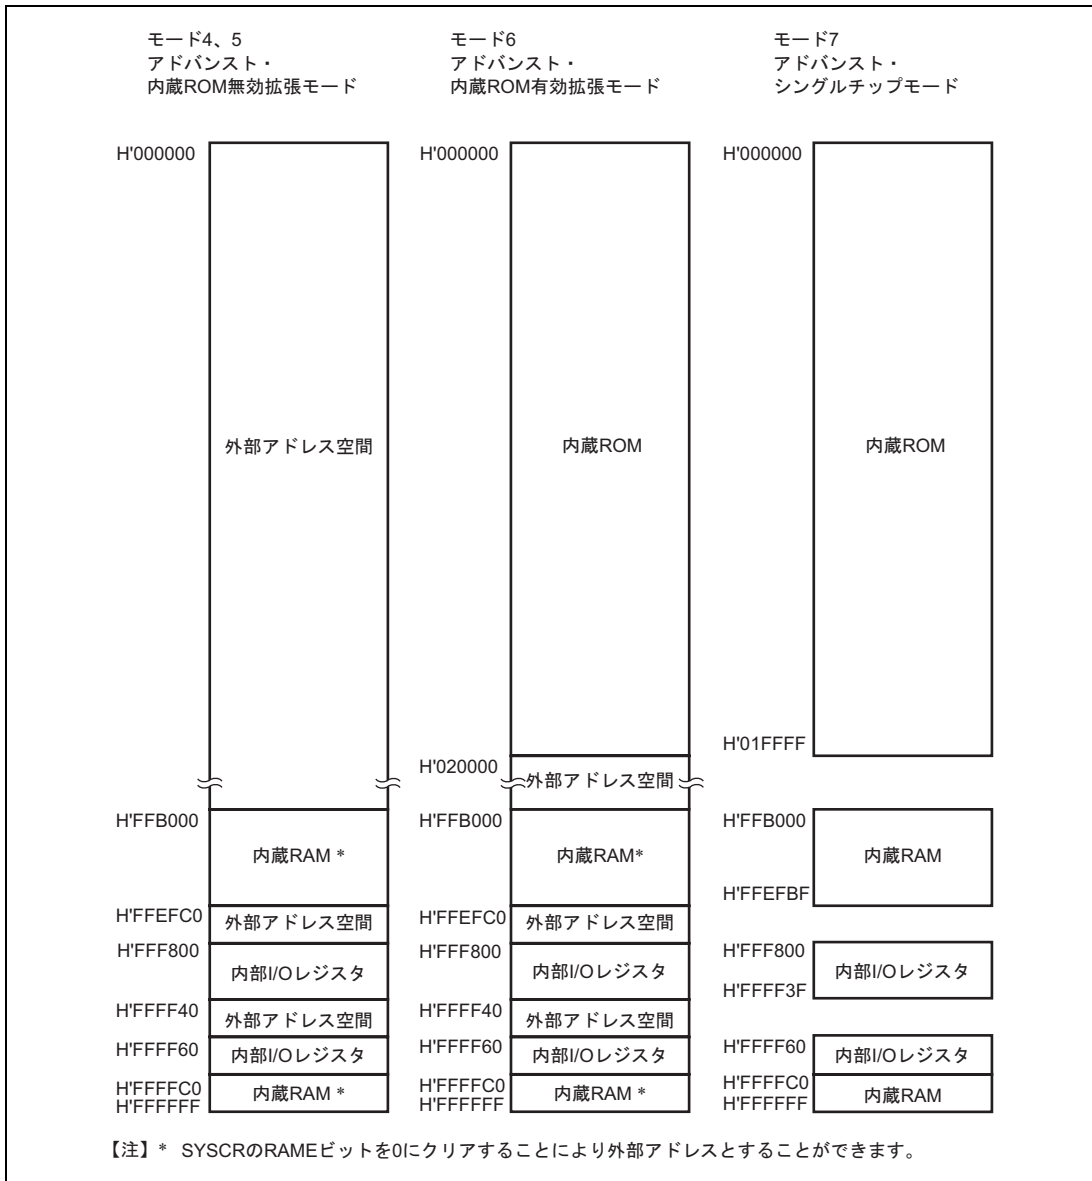 モード4、5
アドバンスト・
内蔵ROM無効拡張モード
H'000000
外部アドレス空間
H'FFB000
内蔵RAM *
H'FFEFC0
外部アドレス空間
H'FFF800
内部I/Oレジスタ
H'FFFF40
外部アドレス空間
H'FFFF60
内部I/Oレジスタ
H'FFFFC0
内蔵RAM *
H'FFFFFF
モード6
アドバンスト・
内蔵ROM有効拡張モード
H'000000
内蔵ROM
H'020000
外部アドレス空間
H'FFB000
内蔵RAM*
H'FFEFC0
外部アドレス空間
H'FFF800
内部I/Oレジスタ
H'FFFF40
外部アドレス空間
H'FFFF60
内部I/Oレジスタ
H'FFFFC0
内蔵RAM *
H'FFFFFF
モード7
アドバンスト・
シングルチップモード
H'000000
内蔵ROM
H'01FFFF
H'FFB000
内蔵RAM
H'FFEFBF
H'FFF800
内部I/Oレジスタ
H'FFFF3F
H'FFFF60
内部I/Oレジスタ
H'FFFFC0
内蔵RAM
H'FFFFFF
【注】* SYSCRのRAMEビットを0にクリアすることにより外部アドレスとすることができます。